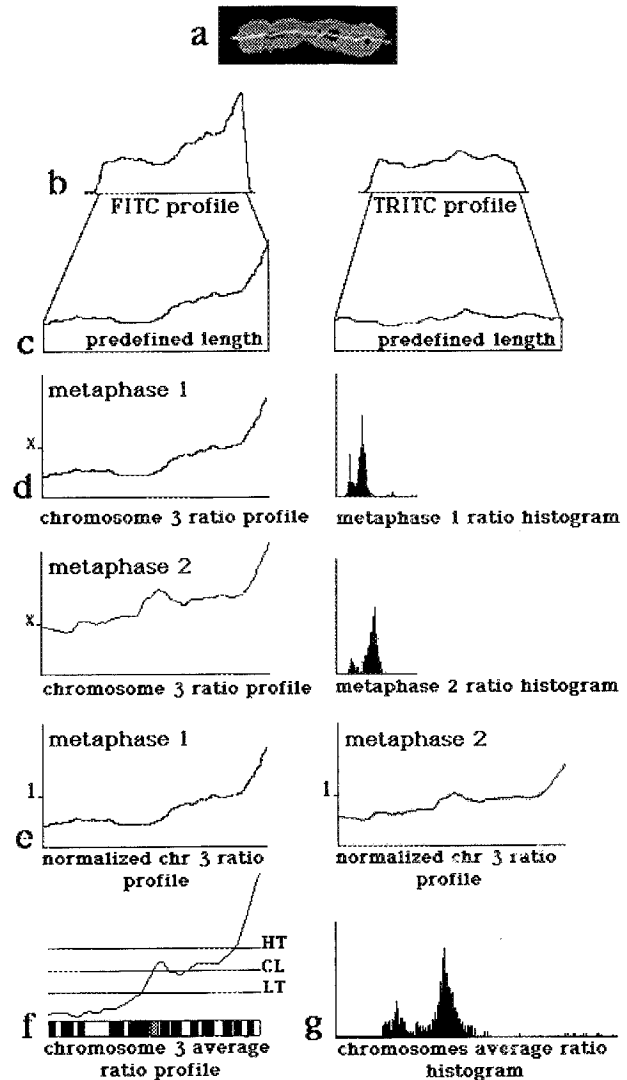 a
b
FITC profile
TRITC profile
c
predefined length
predefined length
metaphase 1
x
d
chromosome 3 ratio profile
metaphase 1 ratio histogram
metaphase 2
x
chromosome 3 ratio profile
metaphase 2 ratio histogram
metaphase 1
metaphase 2
1
1
e
normalized chr 3 ratio
profile
normalized chr 3 ratio
profile
HT
CL
LT
f
g
chromosome 3 average
ratio profile
chromosomes average ratio
histogram